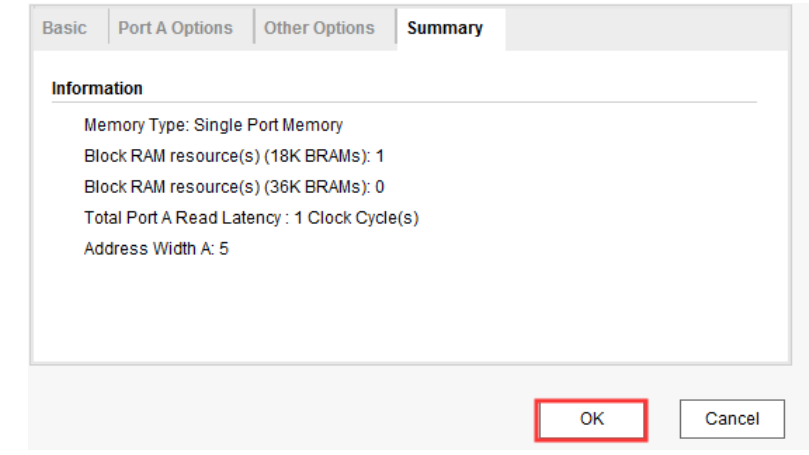 Basic Port A Options Other Options Summary
Information
Memory Type: Single Port Memory
Block RAM resource(s) (18K BRAMs): 1
Block RAM resource(s) (36K BRAMs): 0
Total Port A Read Latency : 1 Clock Cycle(s)
Address Width A: 5
OK Cancel